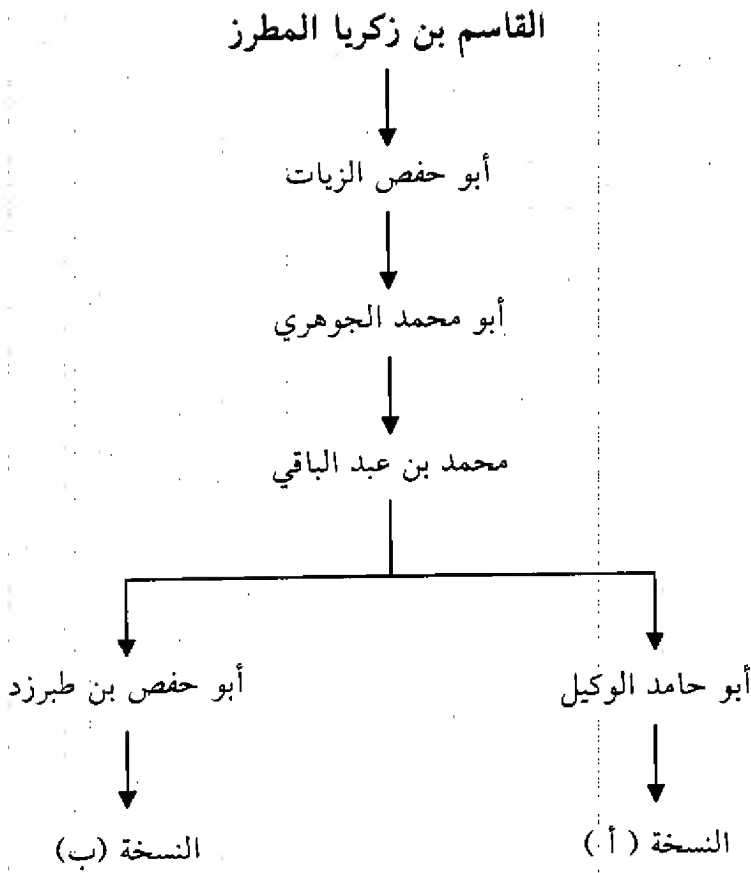 القاسم بن زكريا المطرز
أبو حفص الزيات
أبو محمد الجوهري
محمد بن عبد الباقي
أبو حامد الوكيل
أبو حفص بن طبرزد
النسخة ( أ )
النسخة (ب)